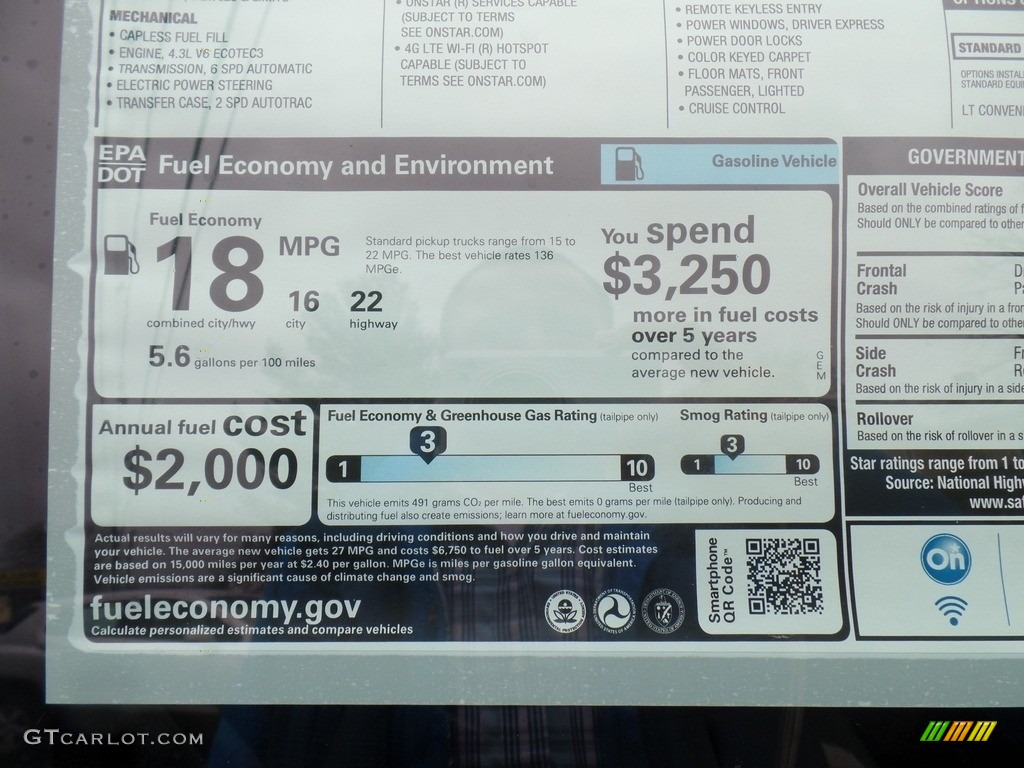 MECHANICAL
• CAPLESS FUEL FILL
• ENGINE, 4.3L V6 ECOTEC3
• TRANSMISSION, 6 SPD AUTOMATIC
• ELECTRIC POWER STEERING
• TRANSFER CASE, 2 SPD AUTOTRAC
• ONSTAR (R) SERVICES CAPABLE
(SUBJECT TO TERMS
SEE ONSTAR.COM)
• 4G LTE WI-FI (R) HOTSPOT
CAPABLE (SUBJECT TO
TERMS SEE ONSTAR.COM)
• REMOTE KEYLESS ENTRY
• POWER WINDOWS, DRIVER EXPRESS
• POWER DOOR LOCKS
• COLOR KEYED CARPET
• FLOOR MATS, FRONT
PASSENGER, LIGHTED
• CRUISE CONTROL
STANDARD
OPTIONS INSTAL
STANDARD EQUI
LT CONVEN
EPA
DOT
Fuel Economy and Environment
Gasoline Vehicle
Fuel Economy
18 MPG
combined city/hwy
16
city
22
highway
Standard pickup trucks range from 15 to
22 MPG. The best vehicle rates 136
MPGe.
5.6 gallons per 100 miles
You spend
$3,250
more in fuel costs
over 5 years
compared to the
average new vehicle.
GEM
Annual fuel cost
$2,000
Fuel Economy & Greenhouse Gas Rating (tailpipe only)
3
1 10
Best
Smog Rating (tailpipe only)
3
1 10
Best
This vehicle emits 491 grams CO₂ per mile. The best emits 0 grams per mile (tailpipe only). Producing and
distributing fuel also create emissions; learn more at fueleconomy.gov.
Actual results will vary for many reasons, including driving conditions and how you drive and maintain
your vehicle. The average new vehicle gets 27 MPG and costs $6,750 to fuel over 5 years. Cost estimates
are based on 15,000 miles per year at $2.40 per gallon. MPGe is miles per gasoline gallon equivalent.
Vehicle emissions are a significant cause of climate change and smog.
fueleconomy.gov
Calculate personalized estimates and compare vehicles
Smartphone
QR Code™
GOVERNMENT
Overall Vehicle Score
Based on the combined ratings of f
Should ONLY be compared to other
Frontal D
Crash Pa
Based on the risk of injury in a fron
Should ONLY be compared to othe
Side Fr
Crash Re
Based on the risk of injury in a side
Rollover
Based on the risk of rollover in a s
Star ratings range from 1 to
Source: National Highw
www.saf
On
GTCARLOT.COM